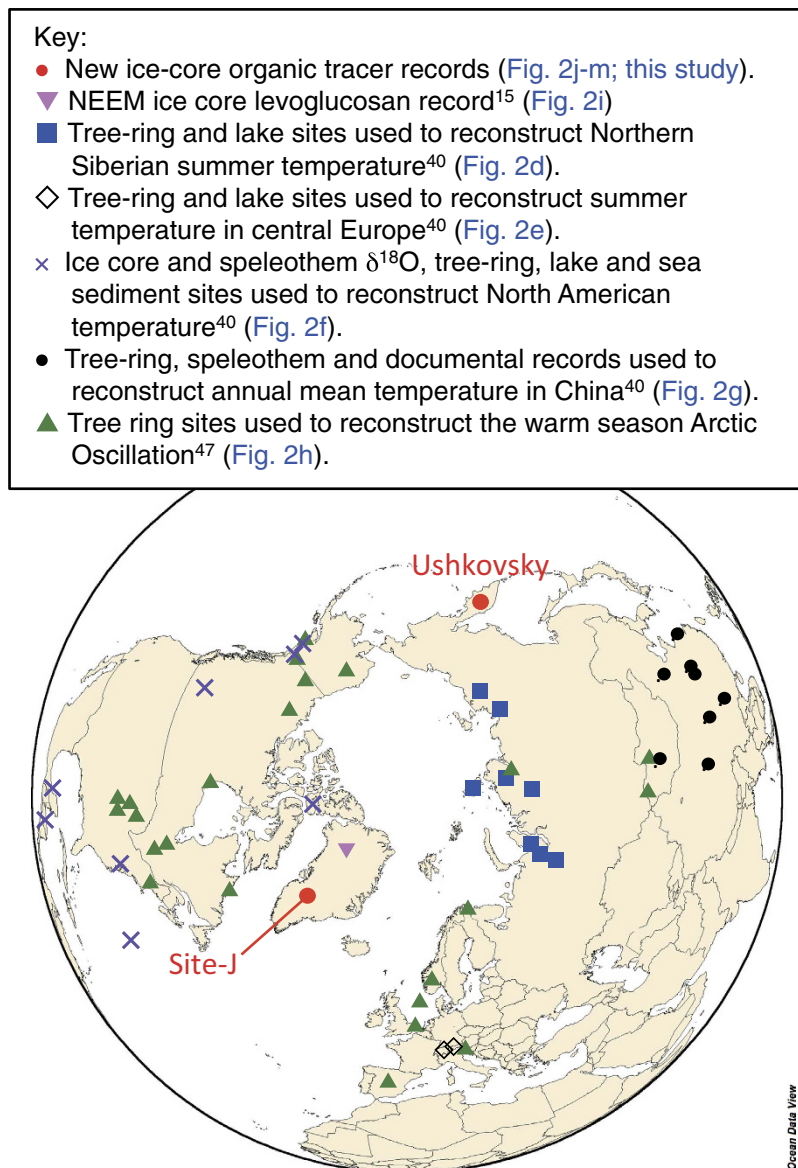 Key:
New ice-core organic tracer records (Fig. 2j-m; this study).
NEEM ice core levoglucosan record¹⁵ (Fig. 2i)
Tree-ring and lake sites used to reconstruct Northern
Siberian summer temperature⁴⁰ (Fig. 2d).
Tree-ring and lake sites used to reconstruct summer
temperature in central Europe⁴⁰ (Fig. 2e).
Ice core and speleothem δ¹⁸O, tree-ring, lake and sea
sediment sites used to reconstruct North American
temperature⁴⁰ (Fig. 2f).
Tree-ring, speleothem and documental records used to
reconstruct annual mean temperature in China⁴⁰ (Fig. 2g).
Tree ring sites used to reconstruct the warm season Arctic
Oscillation⁴⁷ (Fig. 2h).
Ushkovsky
Site-J
Ocean Data View